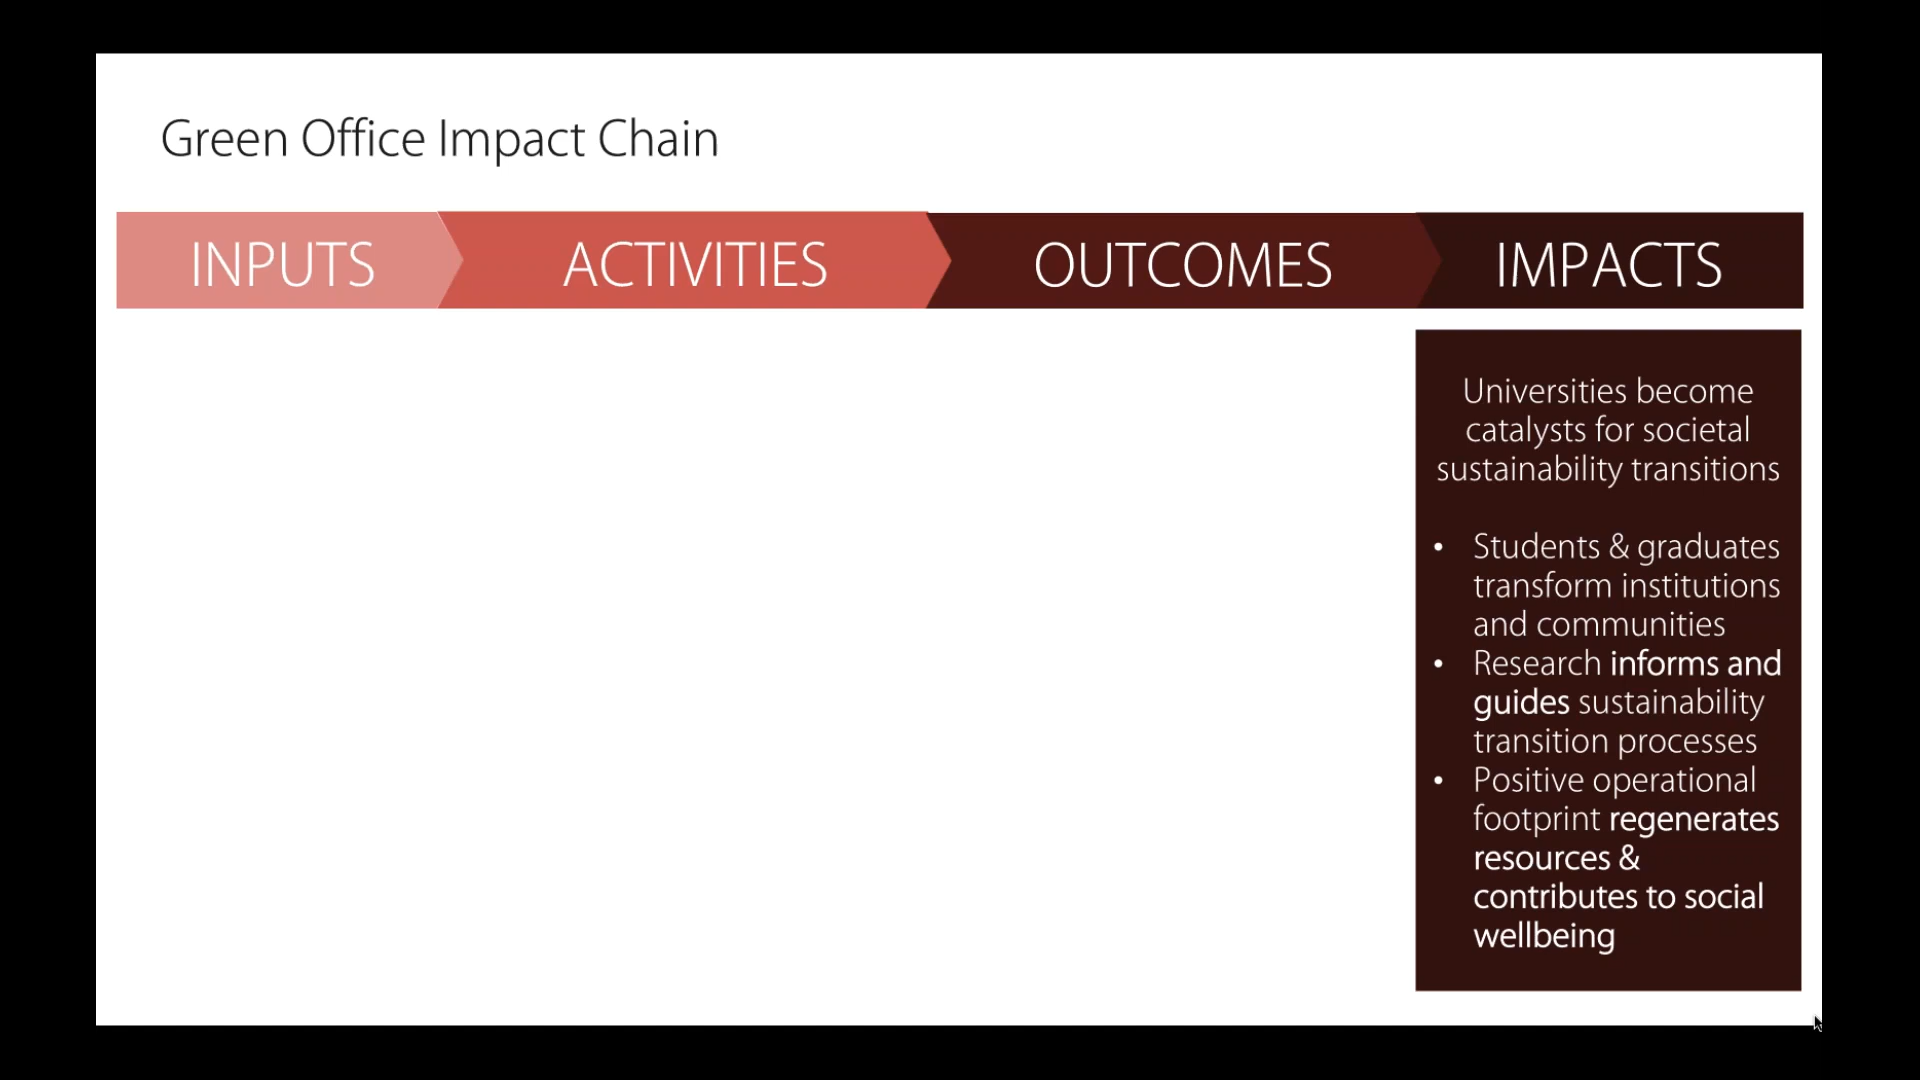 Green Office Impact Chain
INPUTS
ACTIVITIES
OUTCOMES
IMPACTS
Universities become
catalysts for societal
sustainability transitions
• Students & graduates
transform institutions
and communities
• Research informs and
guides sustainability
transition processes
• Positive operational
footprint regenerates
resources &
contributes to social
wellbeing